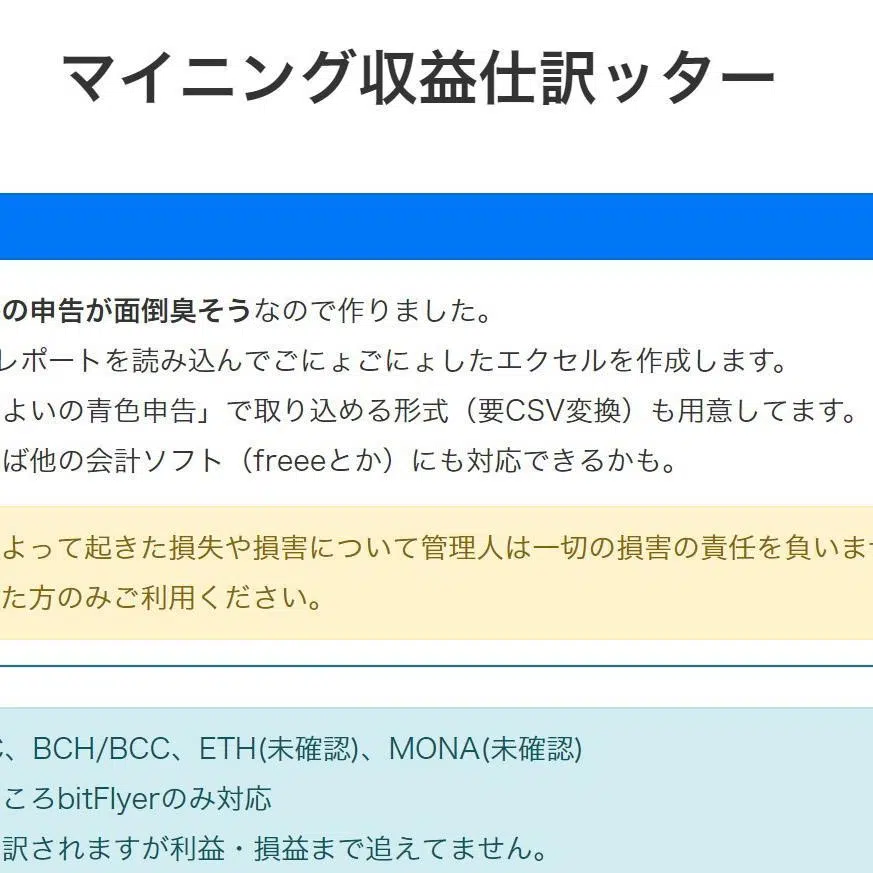 マイニング収益仕訳ッター
の申告が面倒臭そうなので作りました。
レポートを読み込んでごにょごにょしたエクセルを作成します。
よいの青色申告」で取り込める形式（要CSV変換）も用意してます。
ば他の会計ソフト（freeeとか）にも対応できるかも。
よって起きた損失や損害について管理人は一切の損害の責任を負いま
た方のみご利用ください。
、BCH/BCC、ETH(未確認)、MONA(未確認)
ころbitFlyerのみ対応
訳されますが利益・損益まで追えてません。